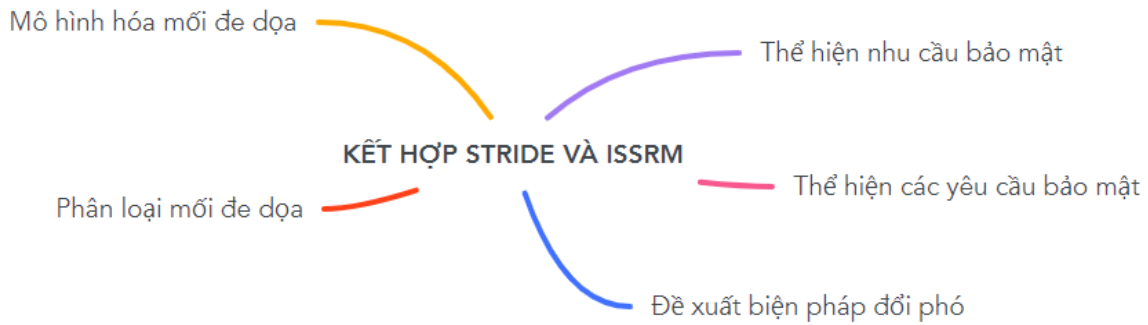 Mô hình hóa mối đe dọa
Thể hiện nhu cầu bảo mật
KẾT HỢP STRIDE VÀ ISSRM
Thể hiện các yêu cầu bảo mật
Phân loại mối đe dọa
Đề xuất biện pháp đổi phó